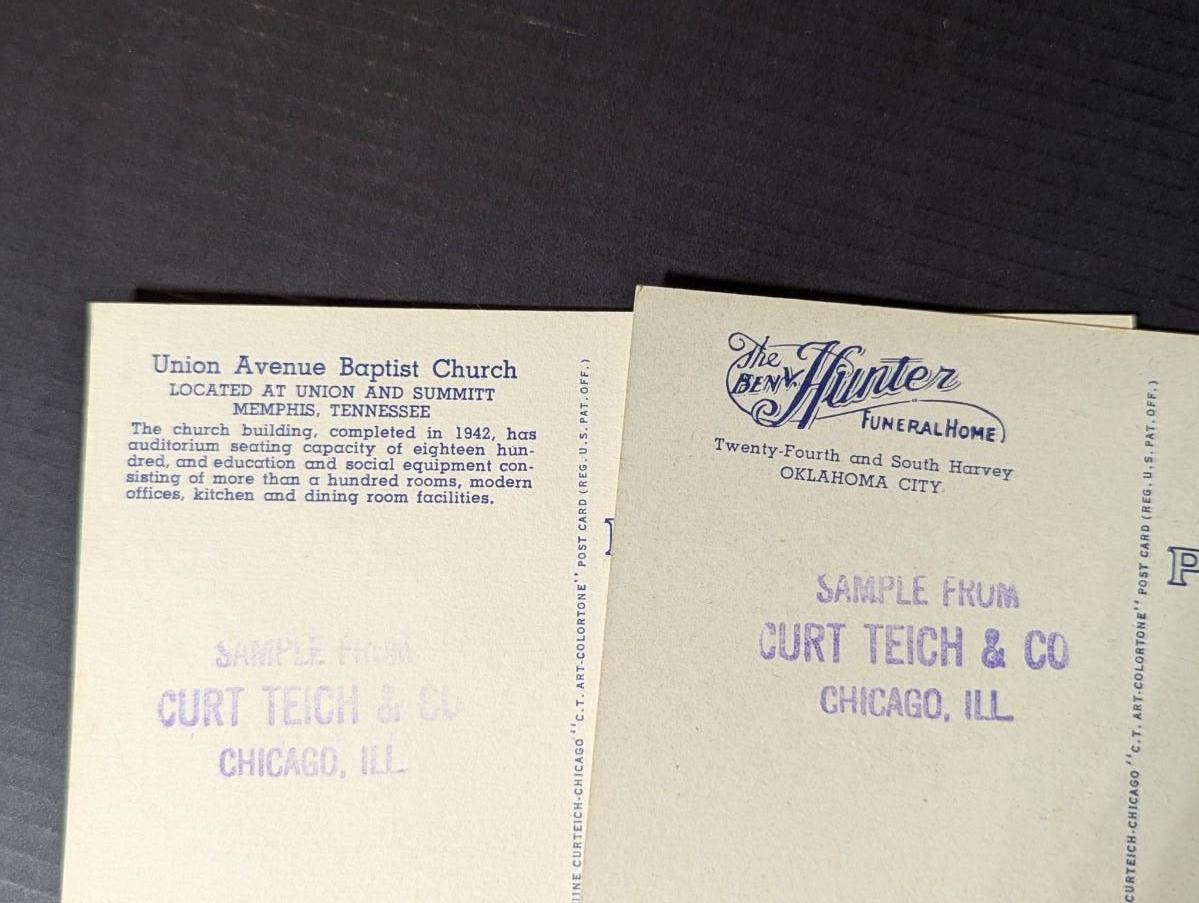 Union Avenue Baptist Church
LOCATED AT UNION AND SUMMITT
MEMPHIS, TENNESSEE
The church building, completed in 1942, has
auditorium seating capacity of eighteen hun-
dred, and education and social equipment con-
sisting of more than a hundred rooms, modern
offices, kitchen and dining room facilities.
SAMPLE FROM
CURT TEICH & CO
CHICAGO, ILL.
CURTEICH-CHICAGO "C.T. ART-COLORTONE" POST CARD (REG. U.S. PAT. OFF.)
The
BEN V. Hunter
FUNERAL HOME
Twenty-Fourth and South Harvey
OKLAHOMA CITY
SAMPLE FROM
CURT TEICH & CO
CHICAGO, ILL
CURTEICH-CHICAGO "C.T. ART-COLORTONE" POST CARD (REG. U.S. PAT. OFF.)
P